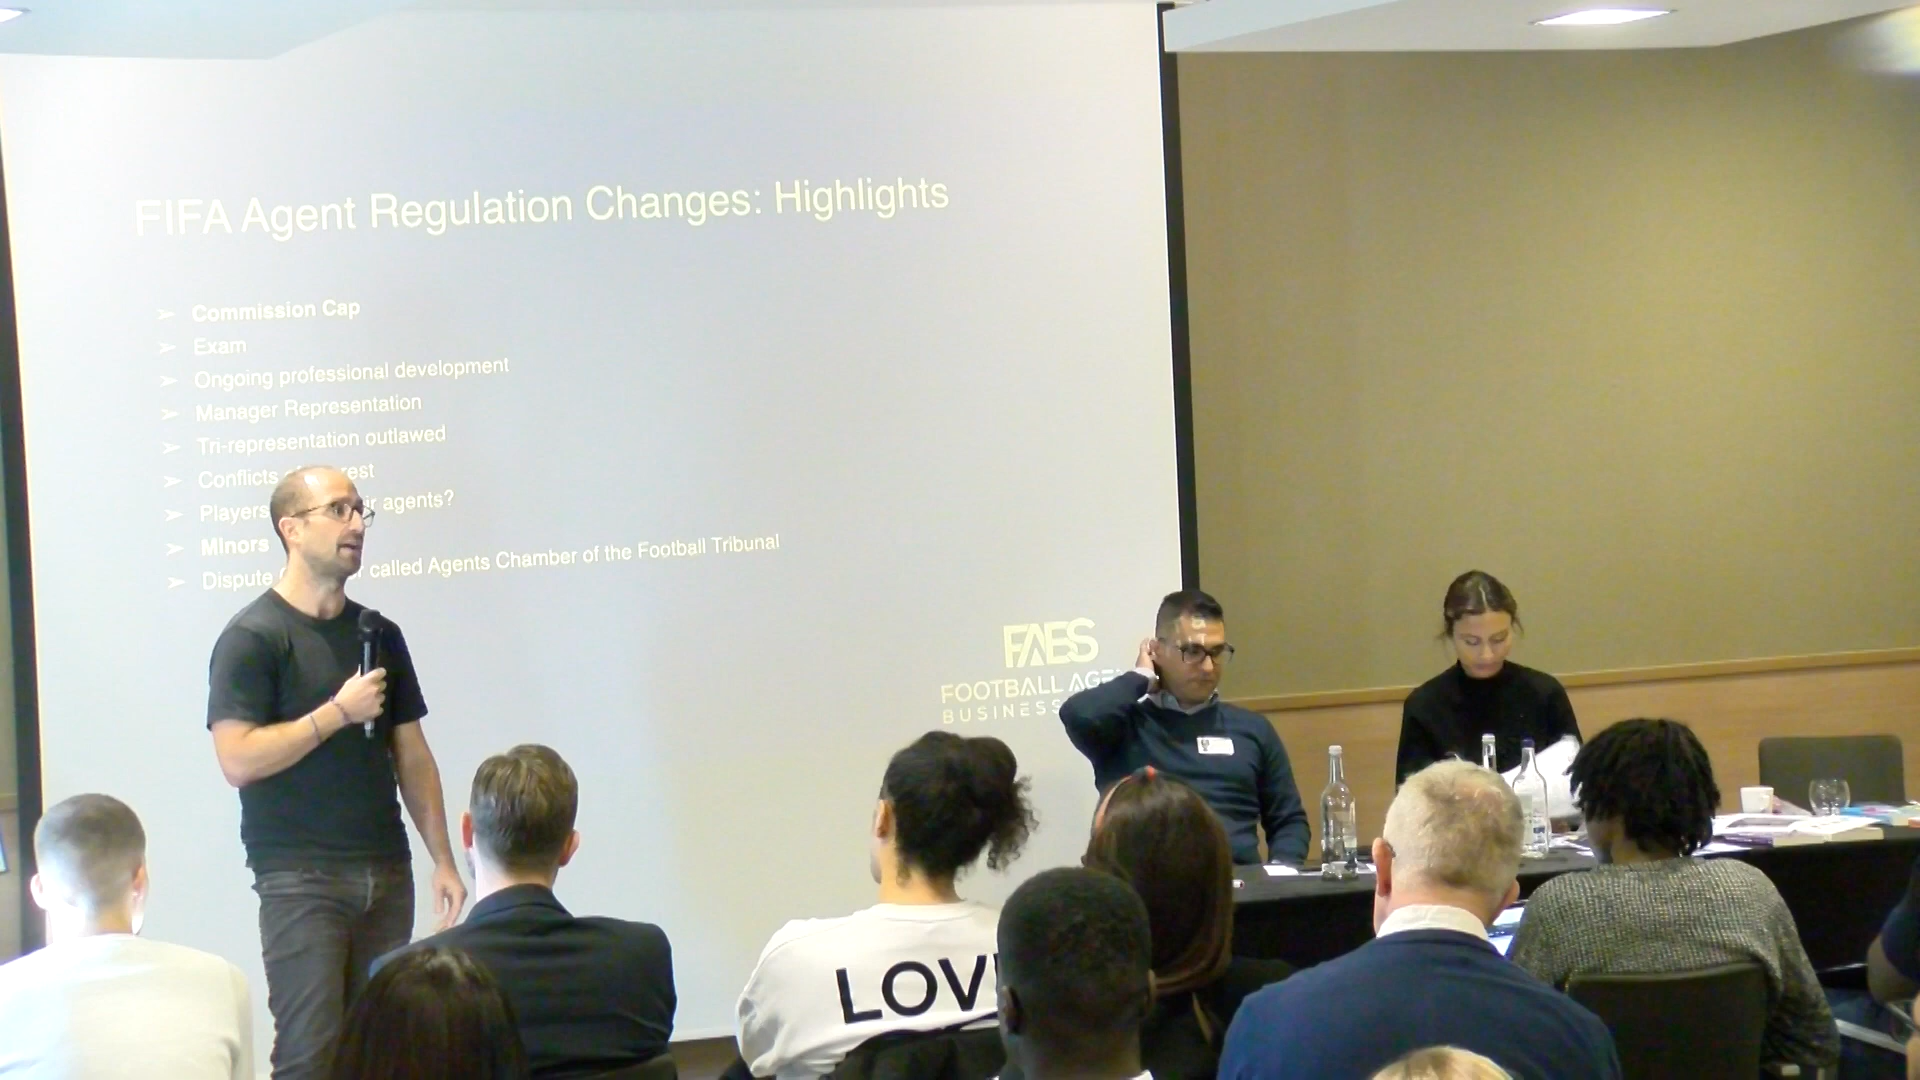 FIFA Agent Regulation Changes: Highlights
➢ Commission Cap
➢ Exam
➢ Ongoing professional development
➢ Manager Representation
➢ Tri-representation outlawed
➢ Conflicts
➢ Players agents?
➢ Minors
➢ Dispute called Agents Chamber of the Football Tribunal
FAES
FOOTBALL
BUSINESS
LOV